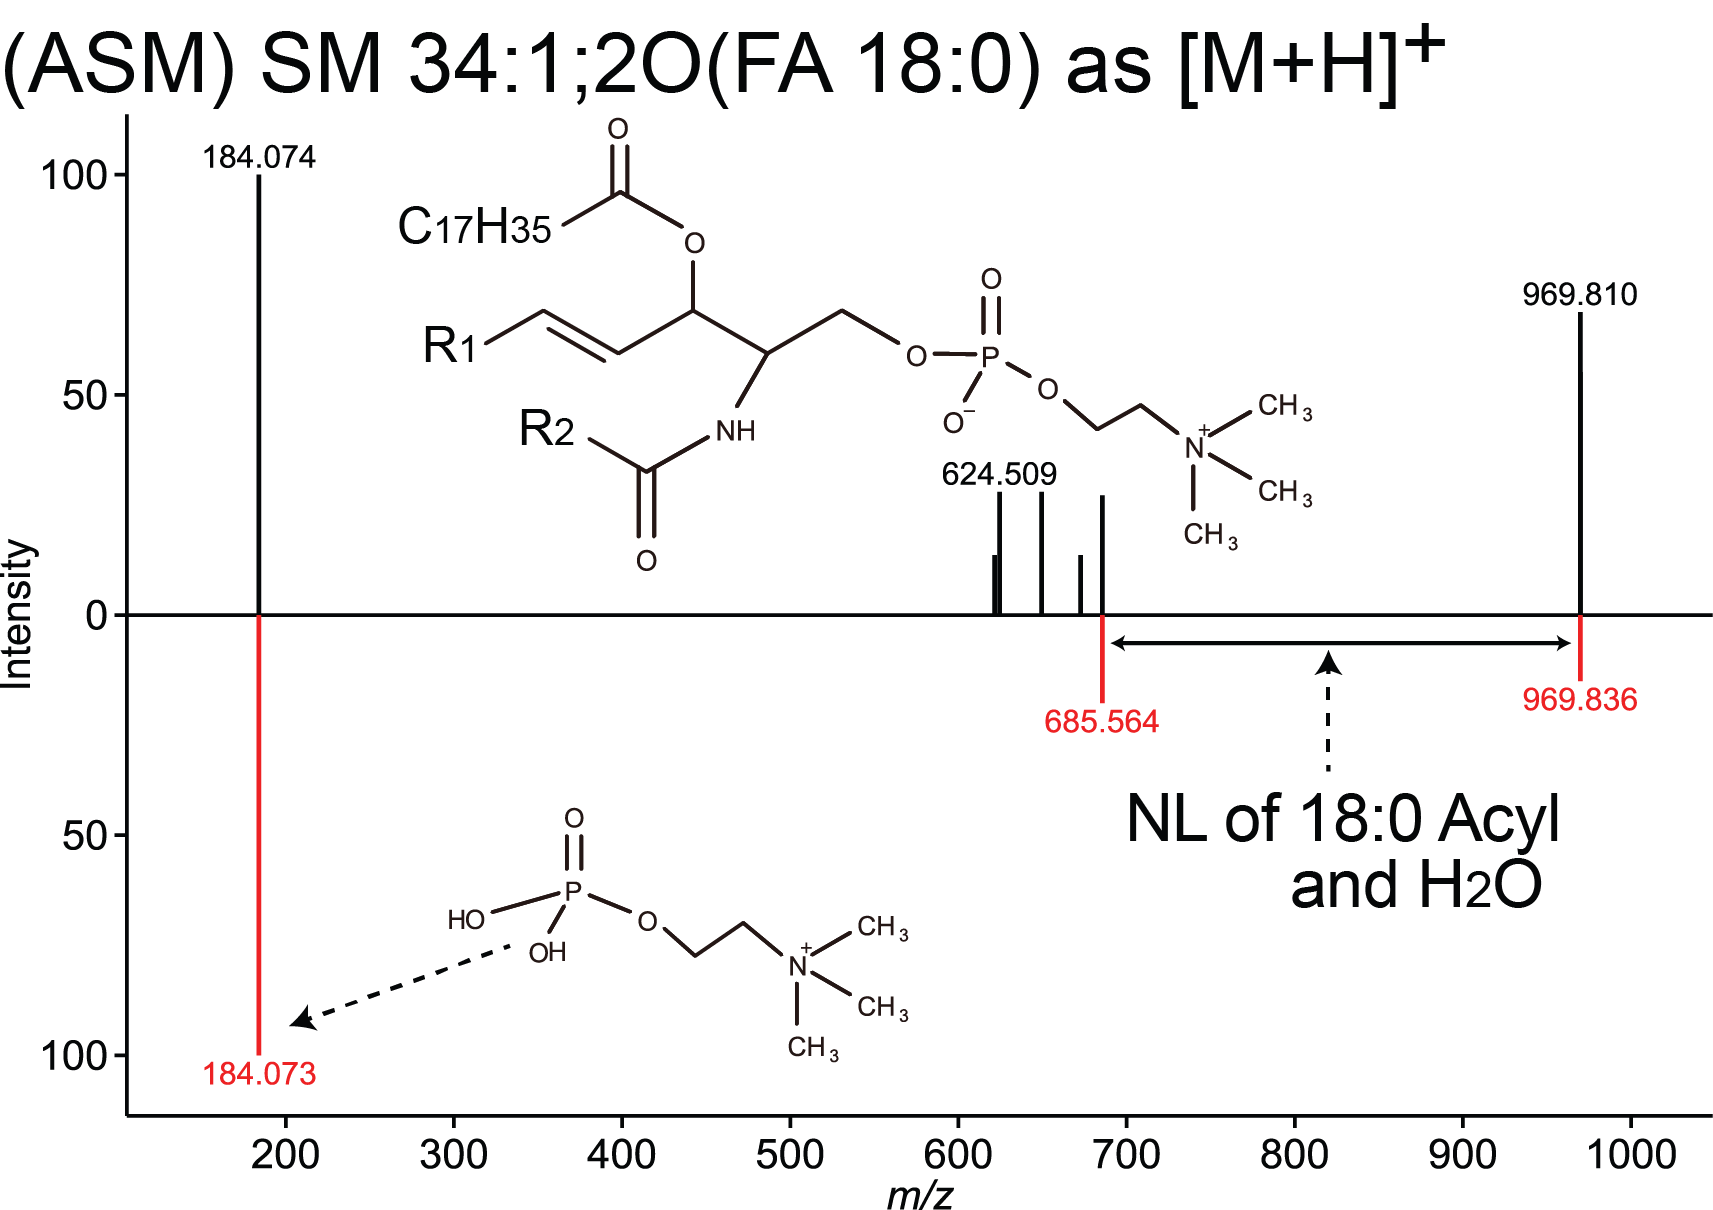 (ASM) SM 34:1;2O(FA 18:0) as [M+H]+
184.074
100
O
C17H35
O
R1
R2
NH
O
O
O
P
O−
O
N+
CH3
CH3
CH3
969.810
50
624.509
0
Intensity
685.564
969.836
NL of 18:0 Acyl
and H2O
50
O
HO
P
OH
O
N+
CH3
CH3
CH3
100
184.073
200
300
400
500
600
700
800
900
1000
m/z